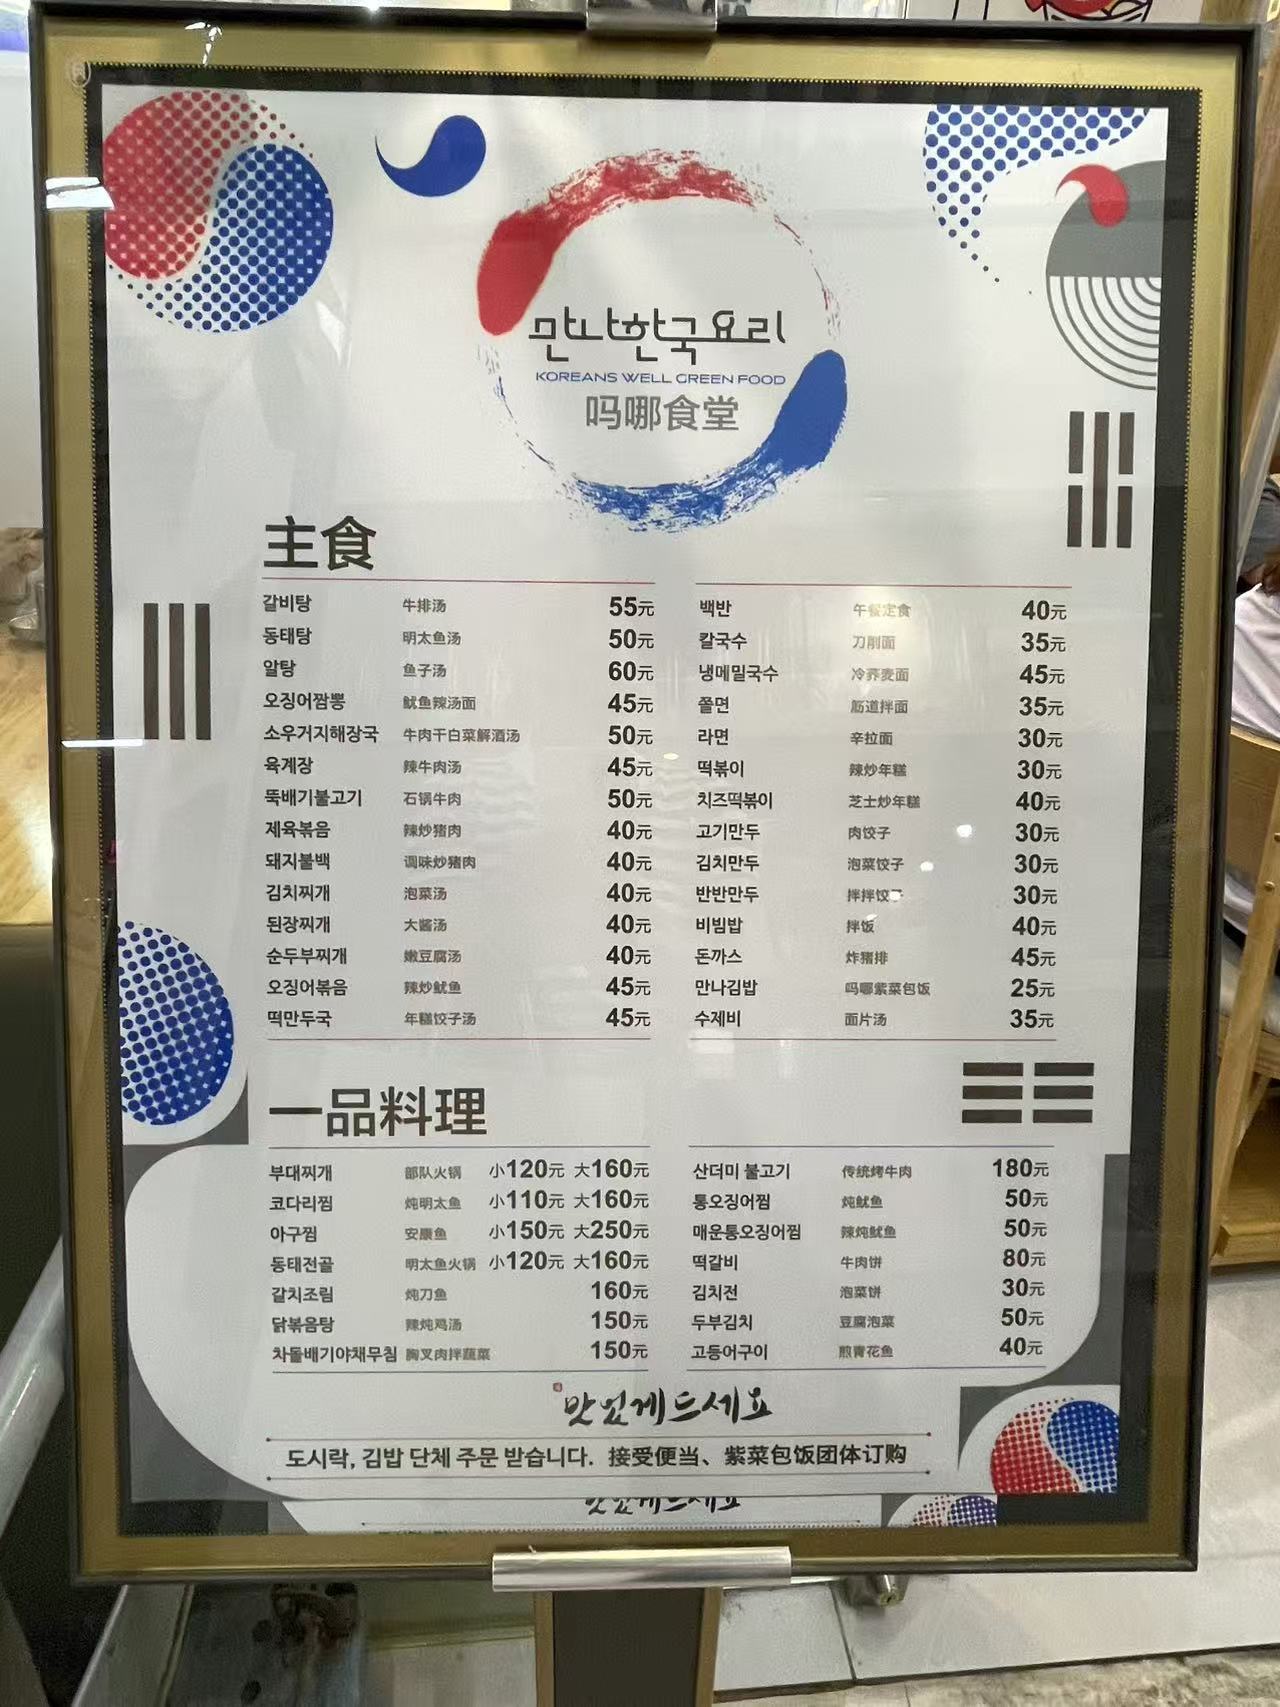 만나한국요리
KOREANS WELL GREEN FOOD
吗哪食堂
主食
갈비탕 牛排汤 55元
동태탕 明太鱼汤 50元
알탕 鱼子汤 60元
오징어짬뽕 鱿鱼辣汤面 45元
소우거지해장국 牛肉干白菜解酒汤 50元
육계장 辣牛肉汤 45元
뚝배기불고기 石锅牛肉 50元
제육볶음 辣炒猪肉 40元
돼지불백 调味炒猪肉 40元
김치찌개 泡菜汤 40元
된장찌개 大酱汤 40元
순두부찌개 嫩豆腐汤 40元
오징어볶음 辣炒鱿鱼 45元
떡만두국 年糕饺子汤 45元
백반 午餐定食 40元
칼국수 刀削面 35元
냉메밀국수 冷荞麦面 45元
쫄면 筋道拌面 35元
라면 辛拉面 30元
떡볶이 辣炒年糕 30元
치즈떡볶이 芝士炒年糕 40元
고기만두 肉饺子 30元
김치만두 泡菜饺子 30元
반반만두 拌拌饺子 30元
비빔밥 拌饭 40元
돈까스 炸猪排 45元
만나김밥 吗哪紫菜包饭 25元
수제비 面片汤 35元
一品料理
부대찌개 部队火锅 小120元 大160元
코다리찜 炖明太鱼 小110元 大160元
아구찜 安康鱼 小150元 大250元
동태전골 明太鱼火锅 小120元 大160元
갈치조림 炖刀鱼 160元
닭볶음탕 辣炖鸡汤 150元
차돌배기야채무침 胸叉肉拌蔬菜 150元
산더미 불고기 传统烤牛肉 180元
통오징어찜 炖鱿鱼 50元
매운통오징어찜 辣炖鱿鱼 50元
떡갈비 牛肉饼 80元
김치전 泡菜饼 30元
두부김치 豆腐泡菜 50元
고등어구이 煎青花鱼 40元
맛있게드세요
도시락, 김밥 단체 주문 받습니다. 接受便当、紫菜包饭团体订购
맛있게드세요